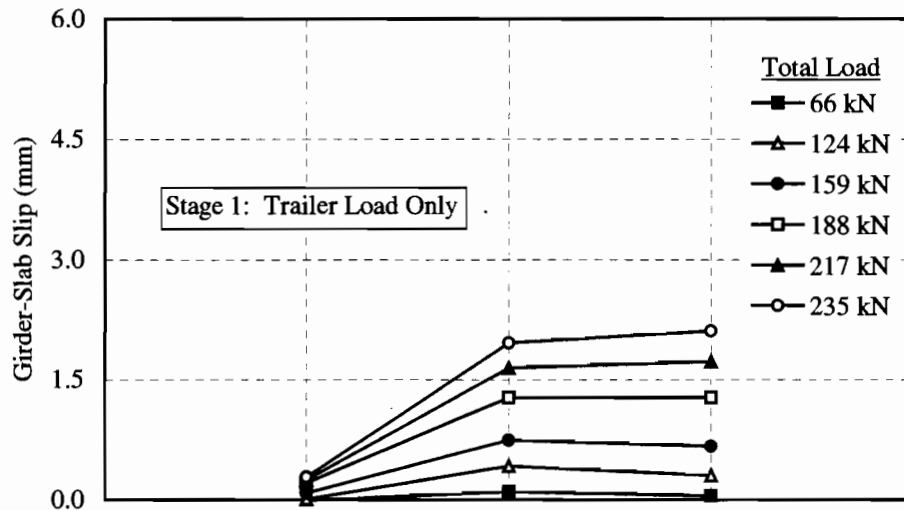 6.0
4.5
3.0
1.5
0.0
Girder-Slab Slip (mm)
Stage 1: Trailer Load Only
Total Load
66 kN
124 kN
159 kN
188 kN
217 kN
235 kN